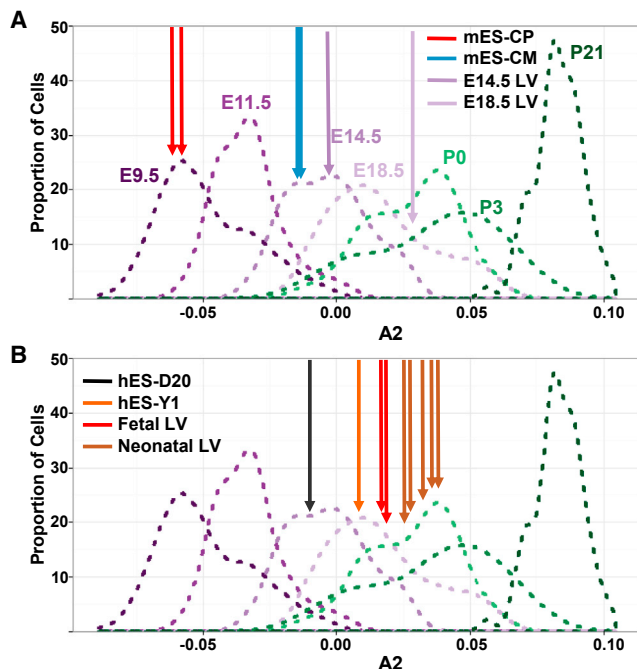 A
mES-CP
mES-CM
E14.5 LV
E18.5 LV
P21
E11.5
E14.5
E9.5
E18.5
P0
P3
Proportion of Cells
50
40
30
20
10
-0.05
0.00
0.05
0.10
A2
B
hES-D20
hES-Y1
Fetal LV
Neonatal LV
Proportion of Cells
50
40
30
20
10
-0.05
0.00
0.05
0.10
A2